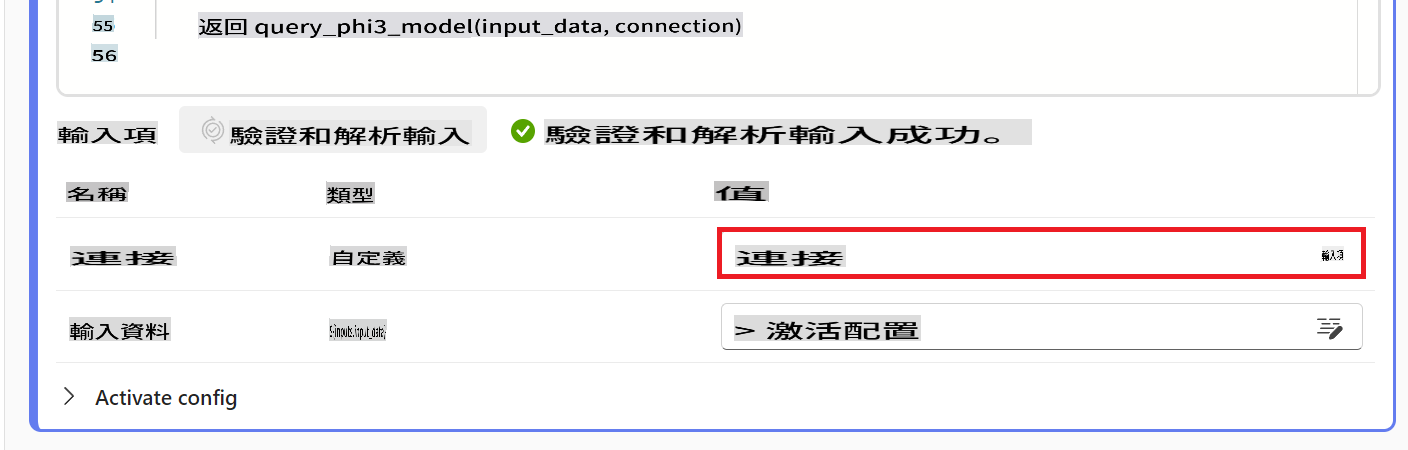 55 返回 query_phi3_model(input_data, connection)
56
輸入項 驗證和解析輸入 驗證和解析輸入成功。
名稱 類型 值
連接 自定義 連接 輸入項
輸入資料 ${inputs.input_data} > 激活配置
Activate config